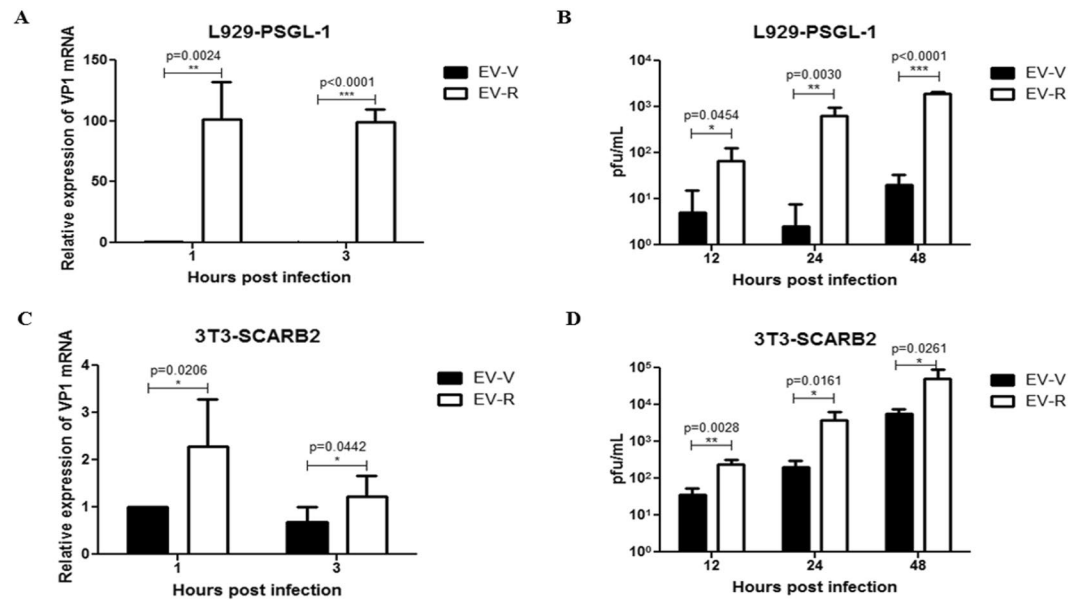 A
L929-PSGL-1
Relative expression of VP1 mRNA
150
100
50
0
p=0.0024
**
p<0.0001
***
1
3
Hours post infection
EV-V
EV-R
B
L929-PSGL-1
pfu/mL
10⁴
10³
10²
10¹
10⁰
p=0.0454
*
p=0.0030
**
p<0.0001
***
12
24
48
Hours post infection
EV-V
EV-R
C
3T3-SCARB2
Relative expression of VP1 mRNA
4
3
2
1
0
p=0.0206
*
p=0.0442
*
1
3
Hours post infection
EV-V
EV-R
D
3T3-SCARB2
pfu/mL
10⁵
10⁴
10³
10²
10¹
10⁰
p=0.0028
**
p=0.0161
*
p=0.0261
*
12
24
48
Hours post infection
EV-V
EV-R